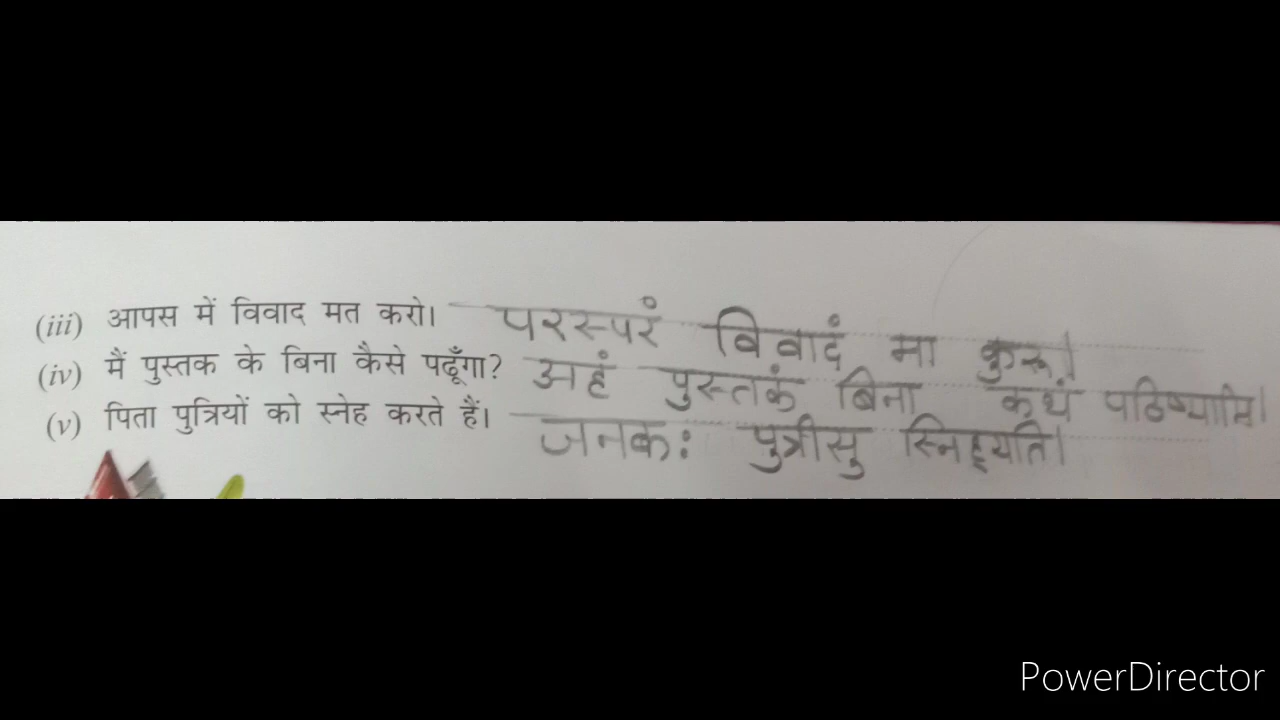 (iii) आपस में विवाद मत करो। परस्परं विवादं मा कुरू।
(iv) मैं पुस्तक के बिना कैसे पढूँगा? अहं पुस्तकं बिना कथं पठिष्यामि।
(v) पिता पुत्रियों को स्नेह करते हैं। जनकः पुत्रीसु स्निह्यति।
PowerDirector